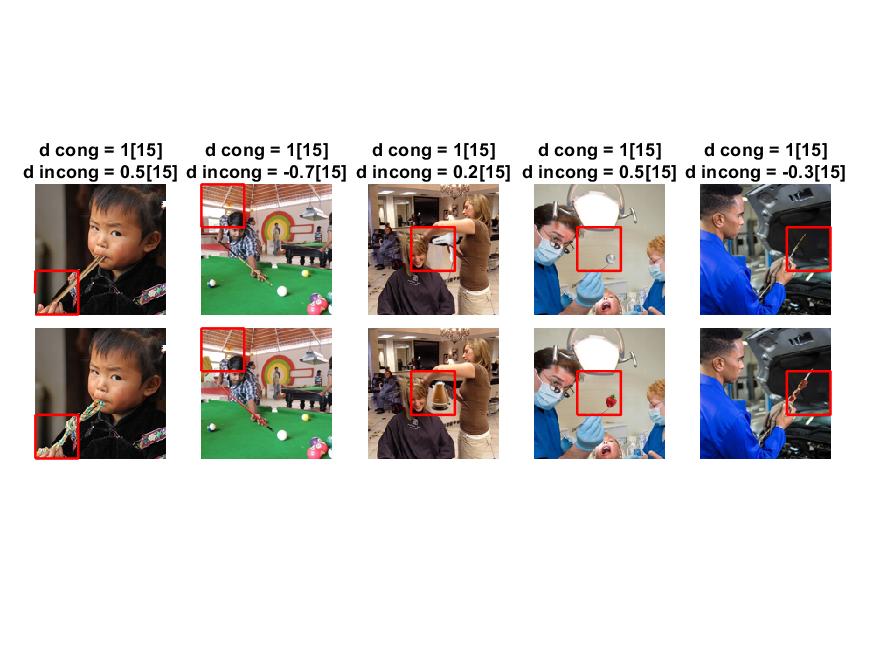 d cong = 1[15] d cong = 1[15] d cong = 1[15] d cong = 1[15] d cong = 1[15]
d incong = 0.5[15] d incong = -0.7[15] d incong = 0.2[15] d incong = 0.5[15] d incong = -0.3[15]